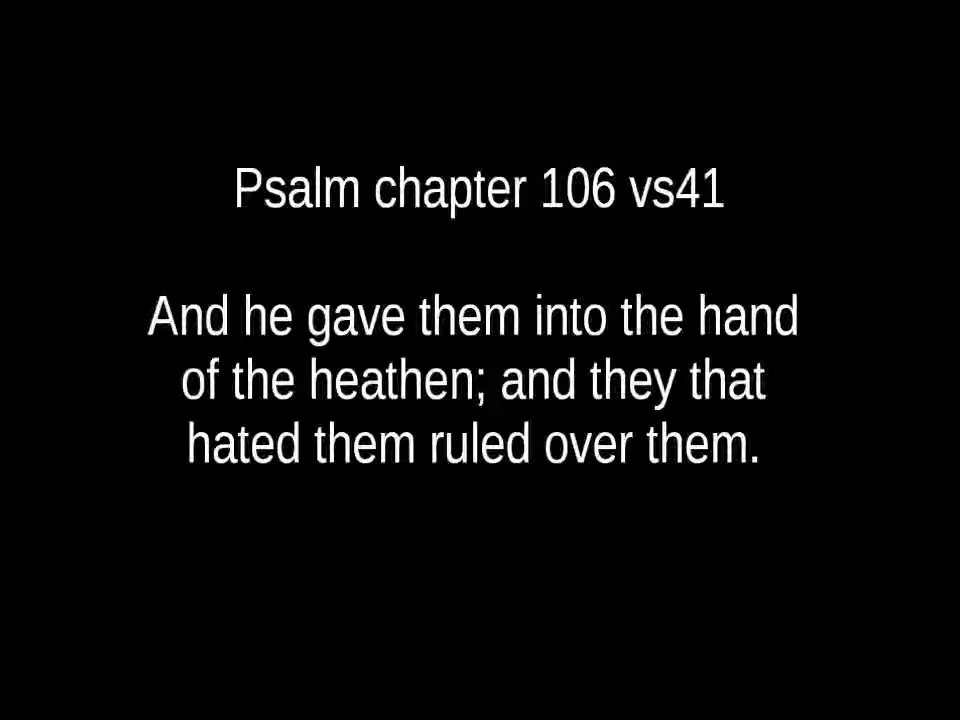 Psalm chapter 106 vs41
And he gave them into the hand
of the heathen; and they that
hated them ruled over them.